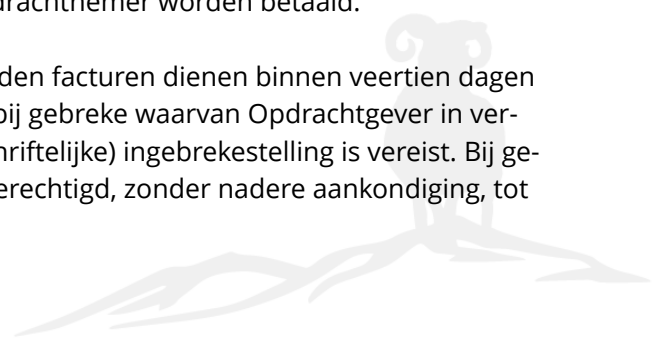 drachtnemer worden betaald.
den facturen dienen binnen veertien dagen
bij gebreke waarvan Opdrachtgever in ver-
hriftelijke) ingebrekestelling is vereist. Bij ge-
erechtigd, zonder nadere aankondiging, tot